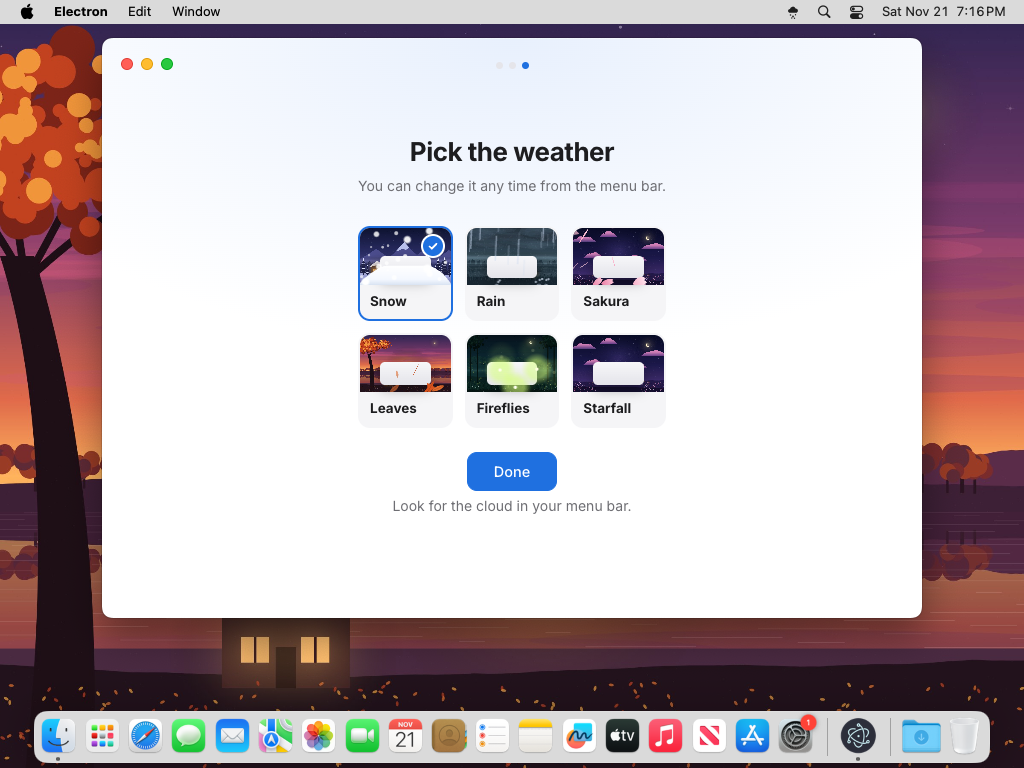 Electron Edit Window Sat Nov 21 7:16 PM
Pick the weather
You can change it any time from the menu bar.
Snow Rain Sakura
Leaves Fireflies Starfall
Done
Look for the cloud in your menu bar.
NOV
21
tv
1